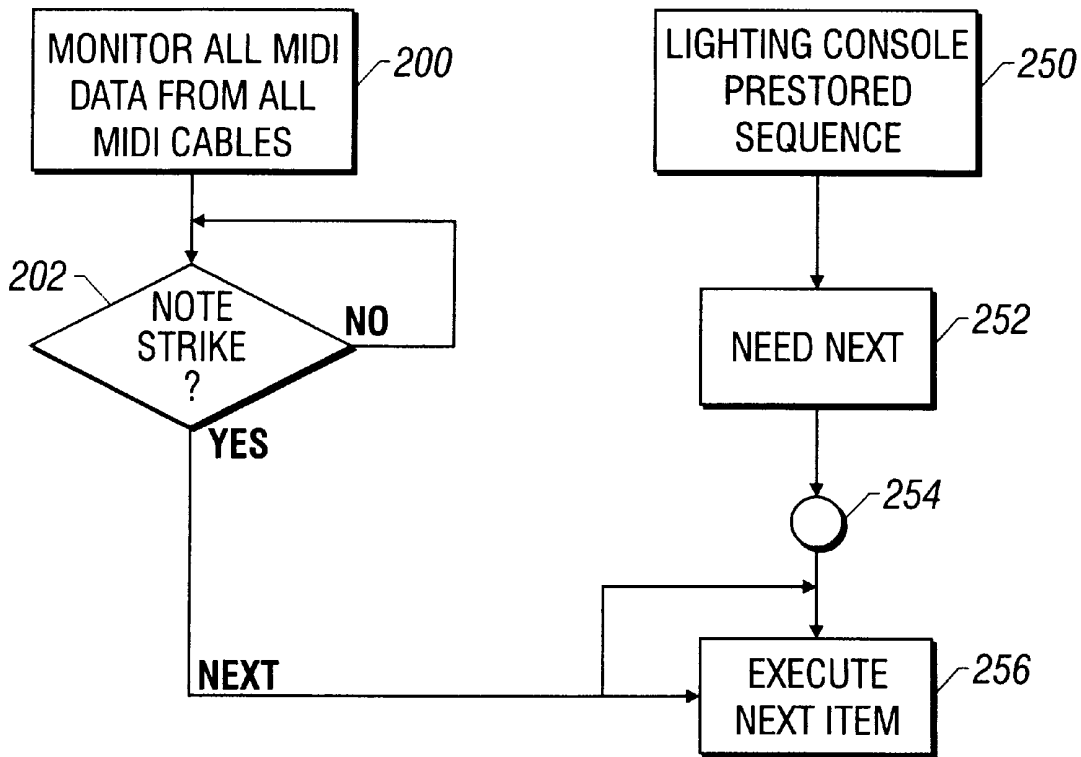 MONITOR ALL MIDI
DATA FROM ALL
MIDI CABLES
200
202
NOTE
STRIKE
?
NO
YES
NEXT
LIGHTING CONSOLE
PRESTORED
SEQUENCE
250
NEED NEXT
252
254
EXECUTE
NEXT ITEM
256